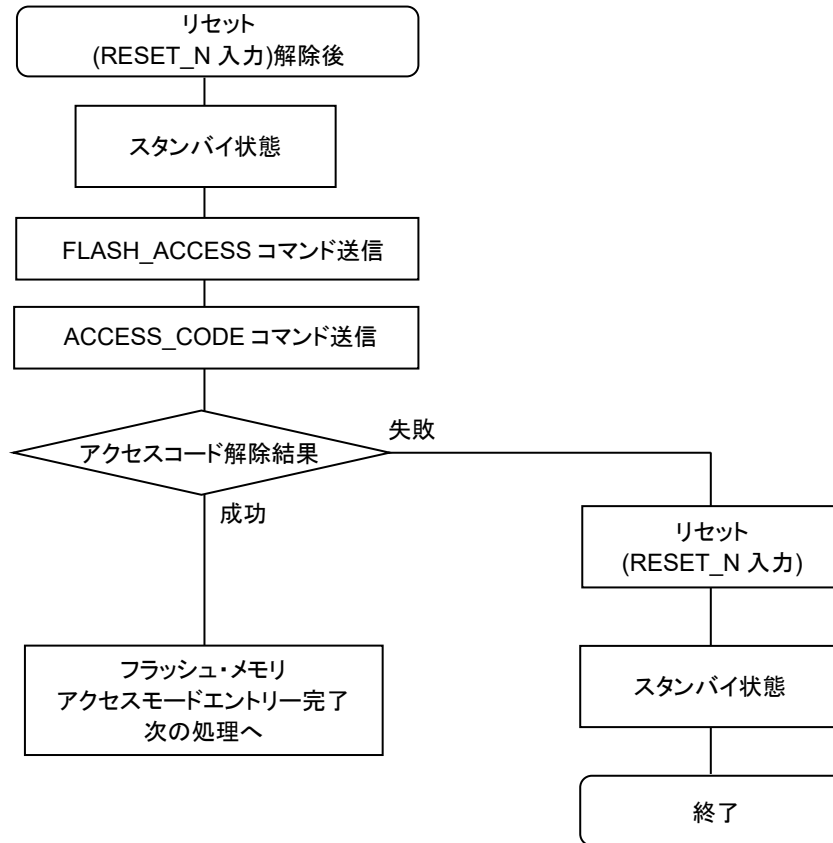 リセット
(RESET_N 入力)解除後
スタンバイ状態
FLASH_ACCESS コマンド送信
ACCESS_CODE コマンド送信
アクセスコード解除結果
失敗
成功
リセット
(RESET_N 入力)
フラッシュ・メモリ
アクセスモードエントリー完了
次の処理へ
スタンバイ状態
終了